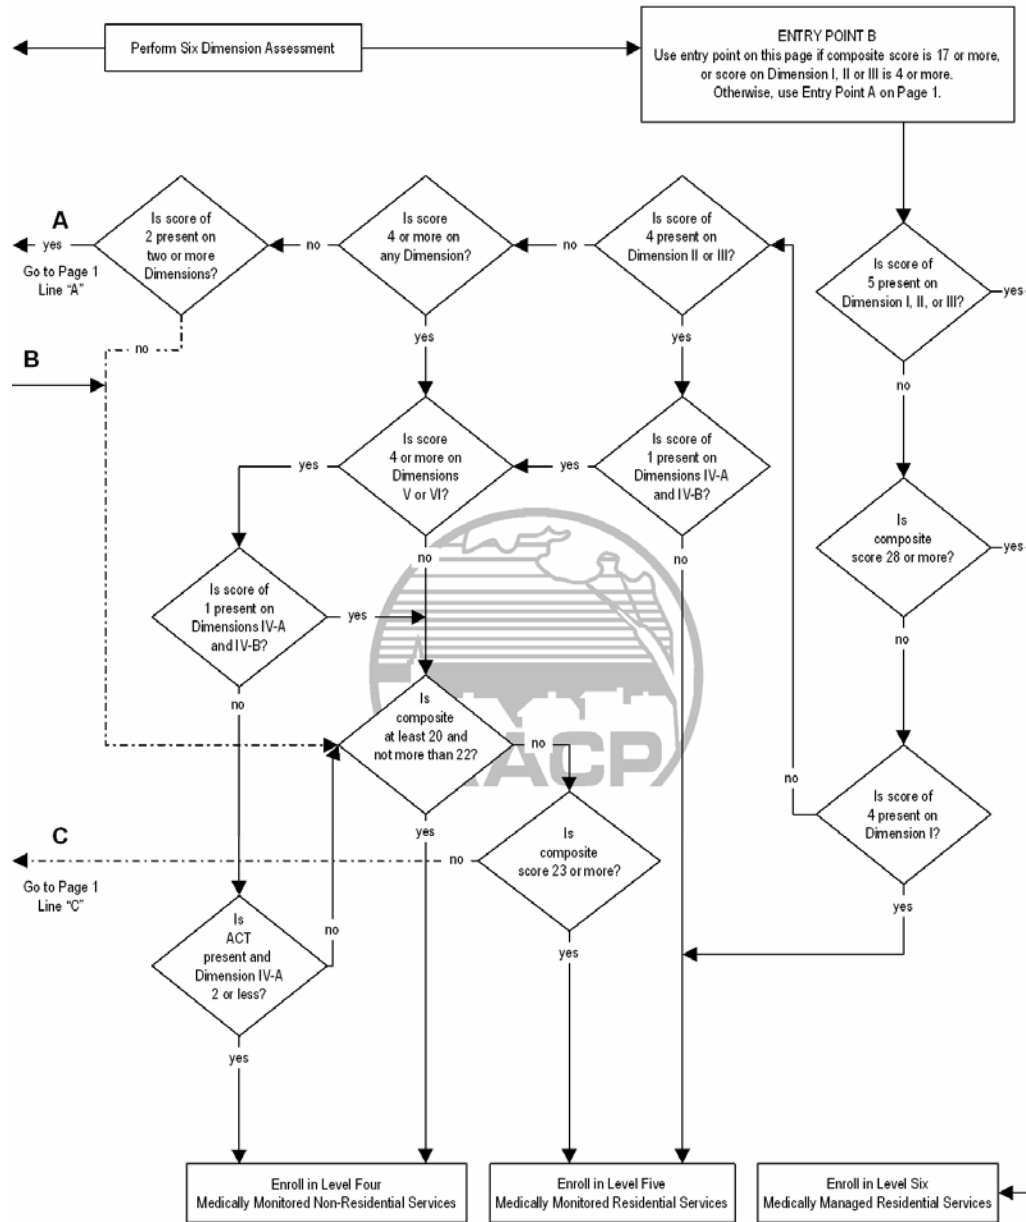 Perform Six Dimension Assessment
ENTRY POINT B
Use entry point on this page if composite score is 17 or more,
or score on Dimension I, II or III is 4 or more.
Otherwise, use Entry Point A on Page 1.
A
yes
Go to Page 1
Line "A"
Is score of
2 present on
two or more
Dimensions?
no
Is score
4 or more on
any Dimension?
no
Is score of
4 present on
Dimension II or III?
Is score of
5 present on
Dimension I, II, or III?
yes
no
yes
yes
B
no
Is score
4 or more on
Dimensions
V or VI?
yes
yes
Is score of
1 present on
Dimensions IV-A
and IV-B?
Is
composite
score 28 or more?
yes
no
no
Is score of
1 present on
Dimensions IV-A
and IV-B?
yes
no
no
Is
composite
at least 20 and
not more than 22?
no
AACP
no
Is score of
4 present on
Dimension I?
yes
C
no
Is
composite
score 23 or more?
Go to Page 1
Line "C"
yes
Is
ACT
present and
Dimension IV-A
2 or less?
no
yes
yes
Enroll in Level Four
Medically Monitored Non-Residential Services
Enroll in Level Five
Medically Monitored Residential Services
Enroll in Level Six
Medically Managed Residential Services